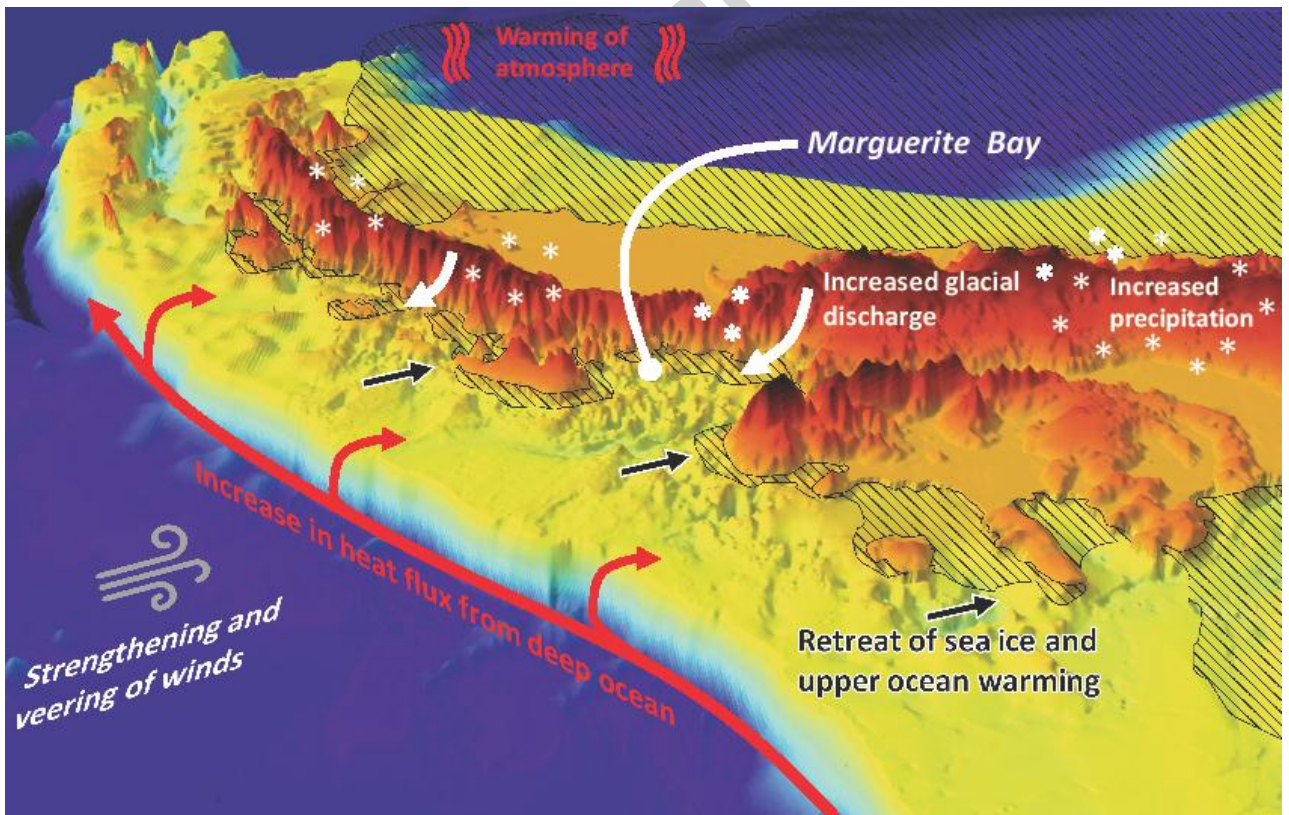 Warming of
atmosphere
Marguerite Bay
Increased glacial
discharge
Increased
precipitation
Increase in heat flux from deep ocean
Strengthening and
veering of winds
Retreat of sea ice and
upper ocean warming